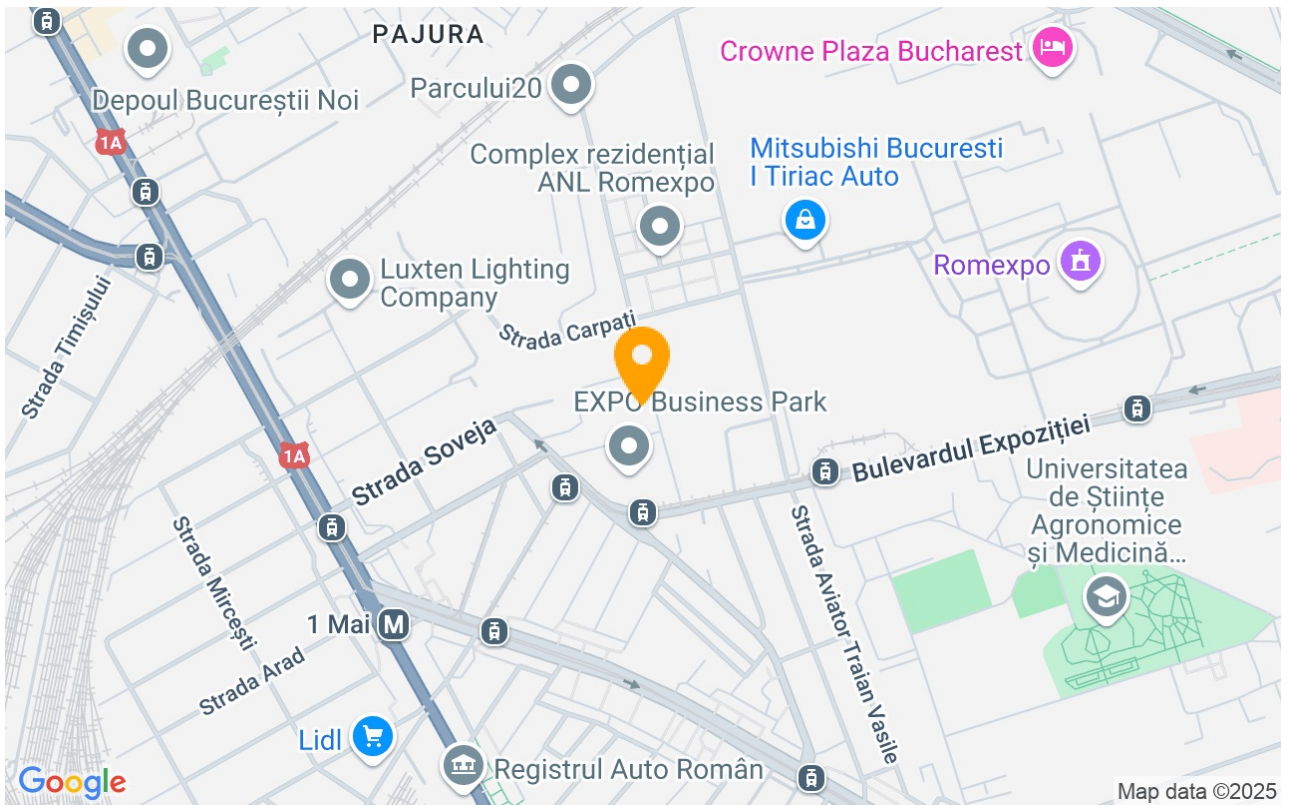 PAJURA
Crowne Plaza Bucharest
Depoul Bucureștii Noi
Parcului20
1A
Complex rezidențial
ANL Romexpo
Mitsubishi Bucuresti
I Tiriac Auto
Luxten Lighting
Company
Romexpo
Strada Timișului
Strada Carpați
EXPO Business Park
Strada Soveja
1A
Bulevardul Expoziției
Universitatea
de Științe
Agronomice
și Medicină...
Strada Mircești
Strada Aviator Traian Vasile
1 Mai M
Strada Arad
Lidl
Registrul Auto Român
Google
Map data ©2025